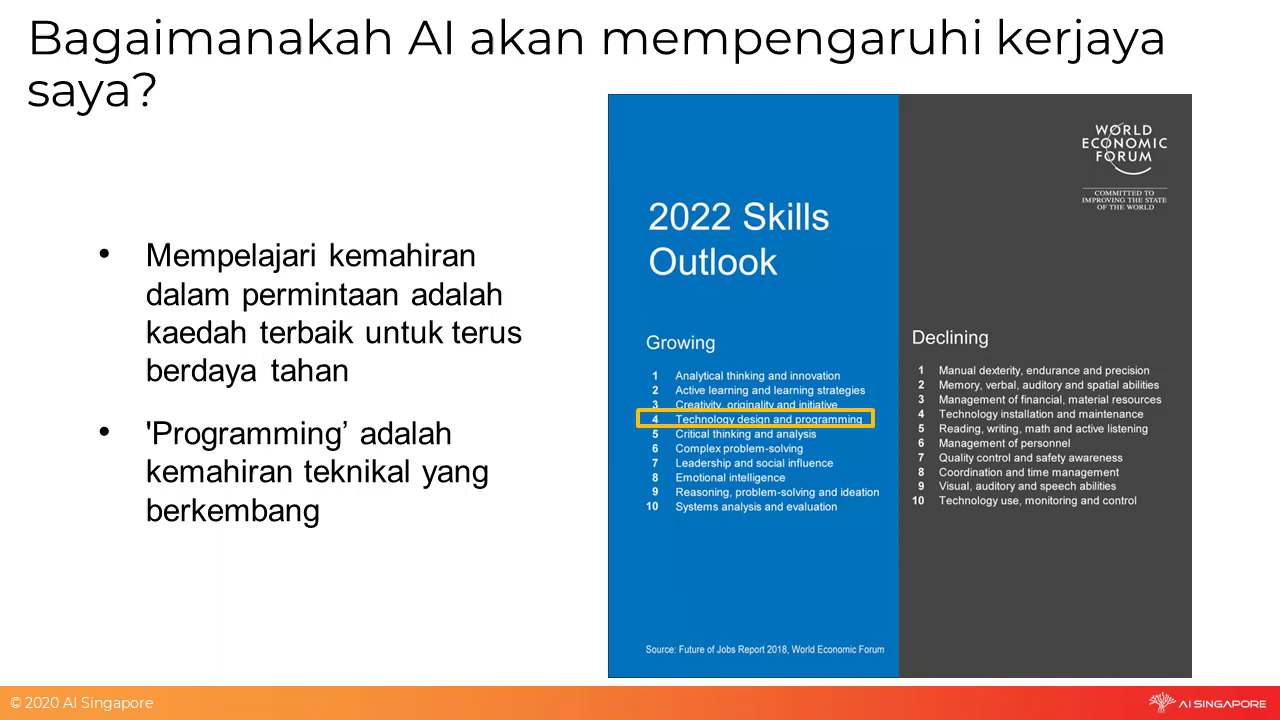 Bagaimanakah AI akan mempengaruhi kerjaya
saya?
• Mempelajari kemahiran
dalam permintaan adalah
kaedah terbaik untuk terus
berdaya tahan
• 'Programming’ adalah
kemahiran teknikal yang
berkembang
WORLD
ECONOMIC
FORUM
COMMITTED TO
IMPROVING THE STATE
OF THE WORLD
2022 Skills
Outlook
Growing
1 Analytical thinking and innovation
2 Active learning and learning strategies
3 Creativity, originality and initiative
4 Technology design and programming
5 Critical thinking and analysis
6 Complex problem-solving
7 Leadership and social influence
8 Emotional intelligence
9 Reasoning, problem-solving and ideation
10 Systems analysis and evaluation
Declining
1 Manual dexterity, endurance and precision
2 Memory, verbal, auditory and spatial abilities
3 Management of financial, material resources
4 Technology installation and maintenance
5 Reading, writing, math and active listening
6 Management of personnel
7 Quality control and safety awareness
8 Coordination and time management
9 Visual, auditory and speech abilities
10 Technology use, monitoring and control
Source: Future of Jobs Report 2018, World Economic Forum
© 2020 AI Singapore
AI SINGAPORE